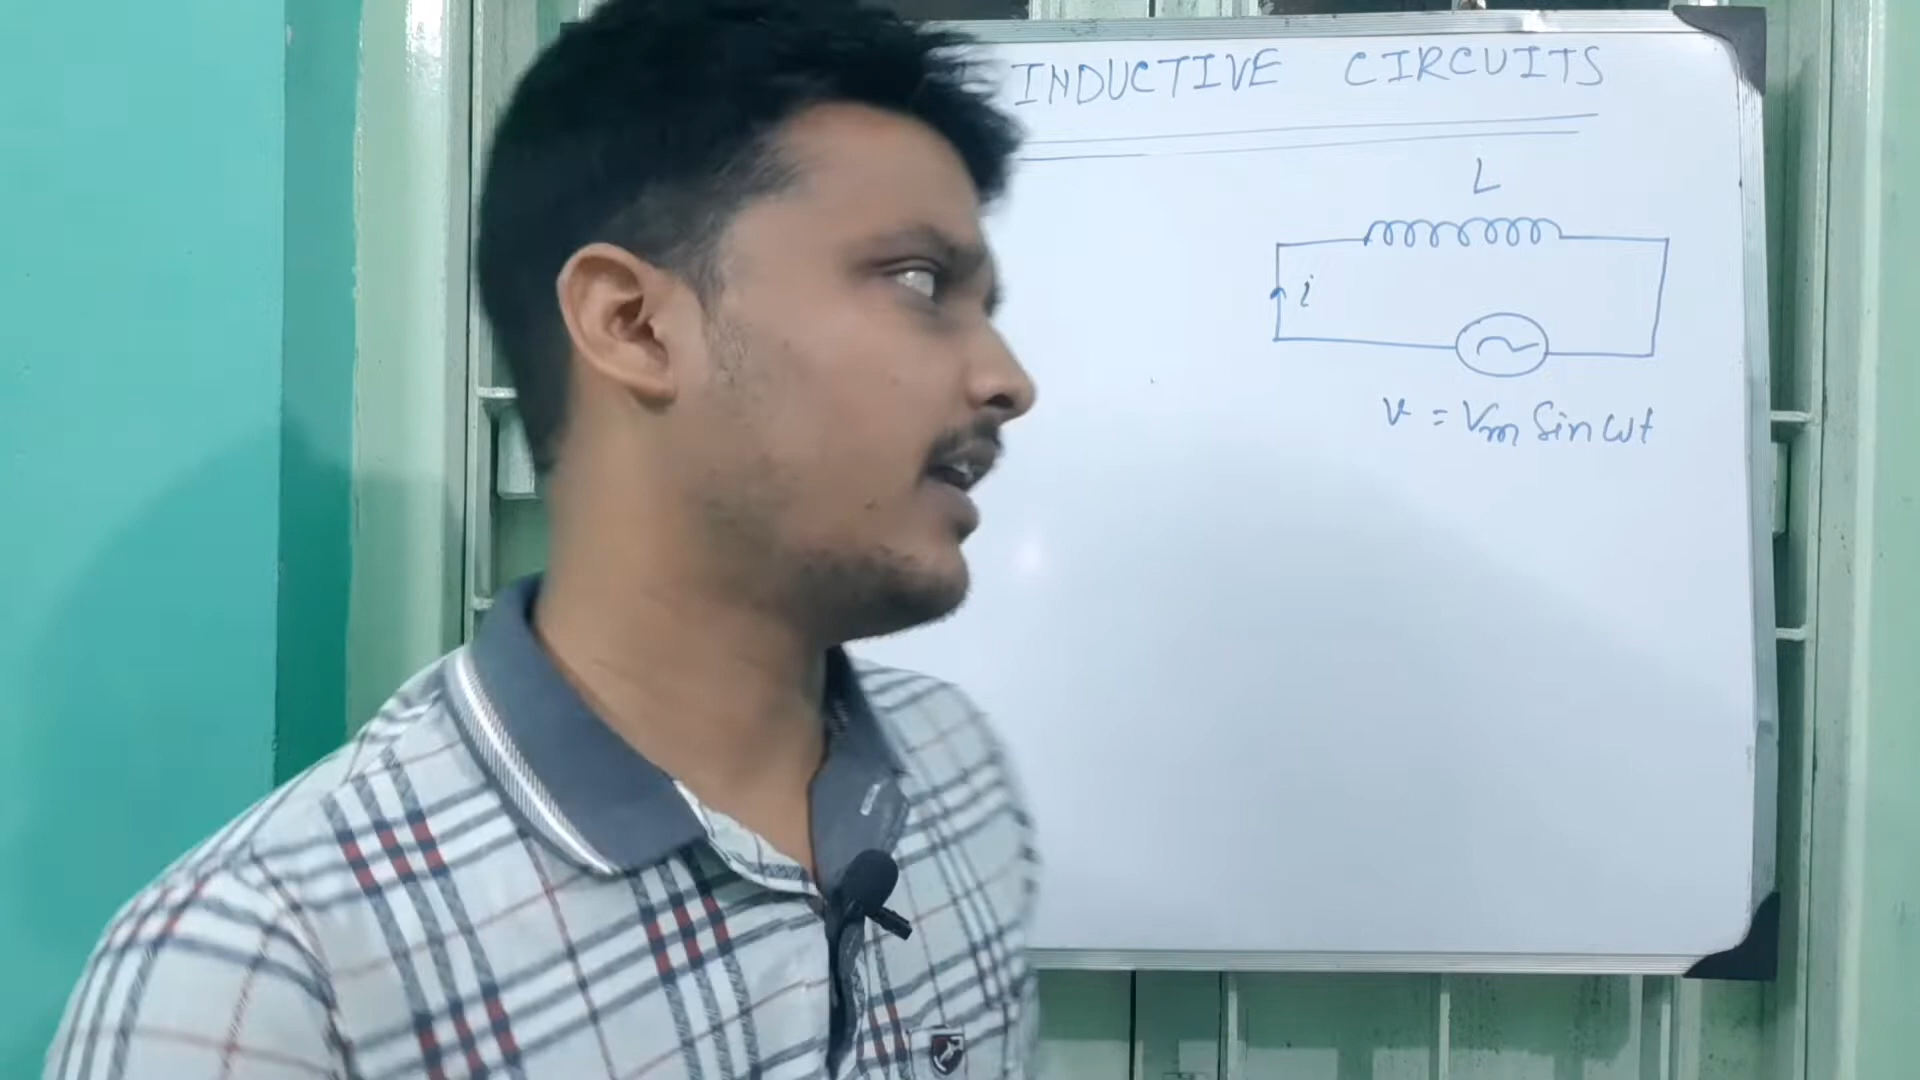 INDUCTIVE CIRCUITS
L
i
v = Vm Sin ωt